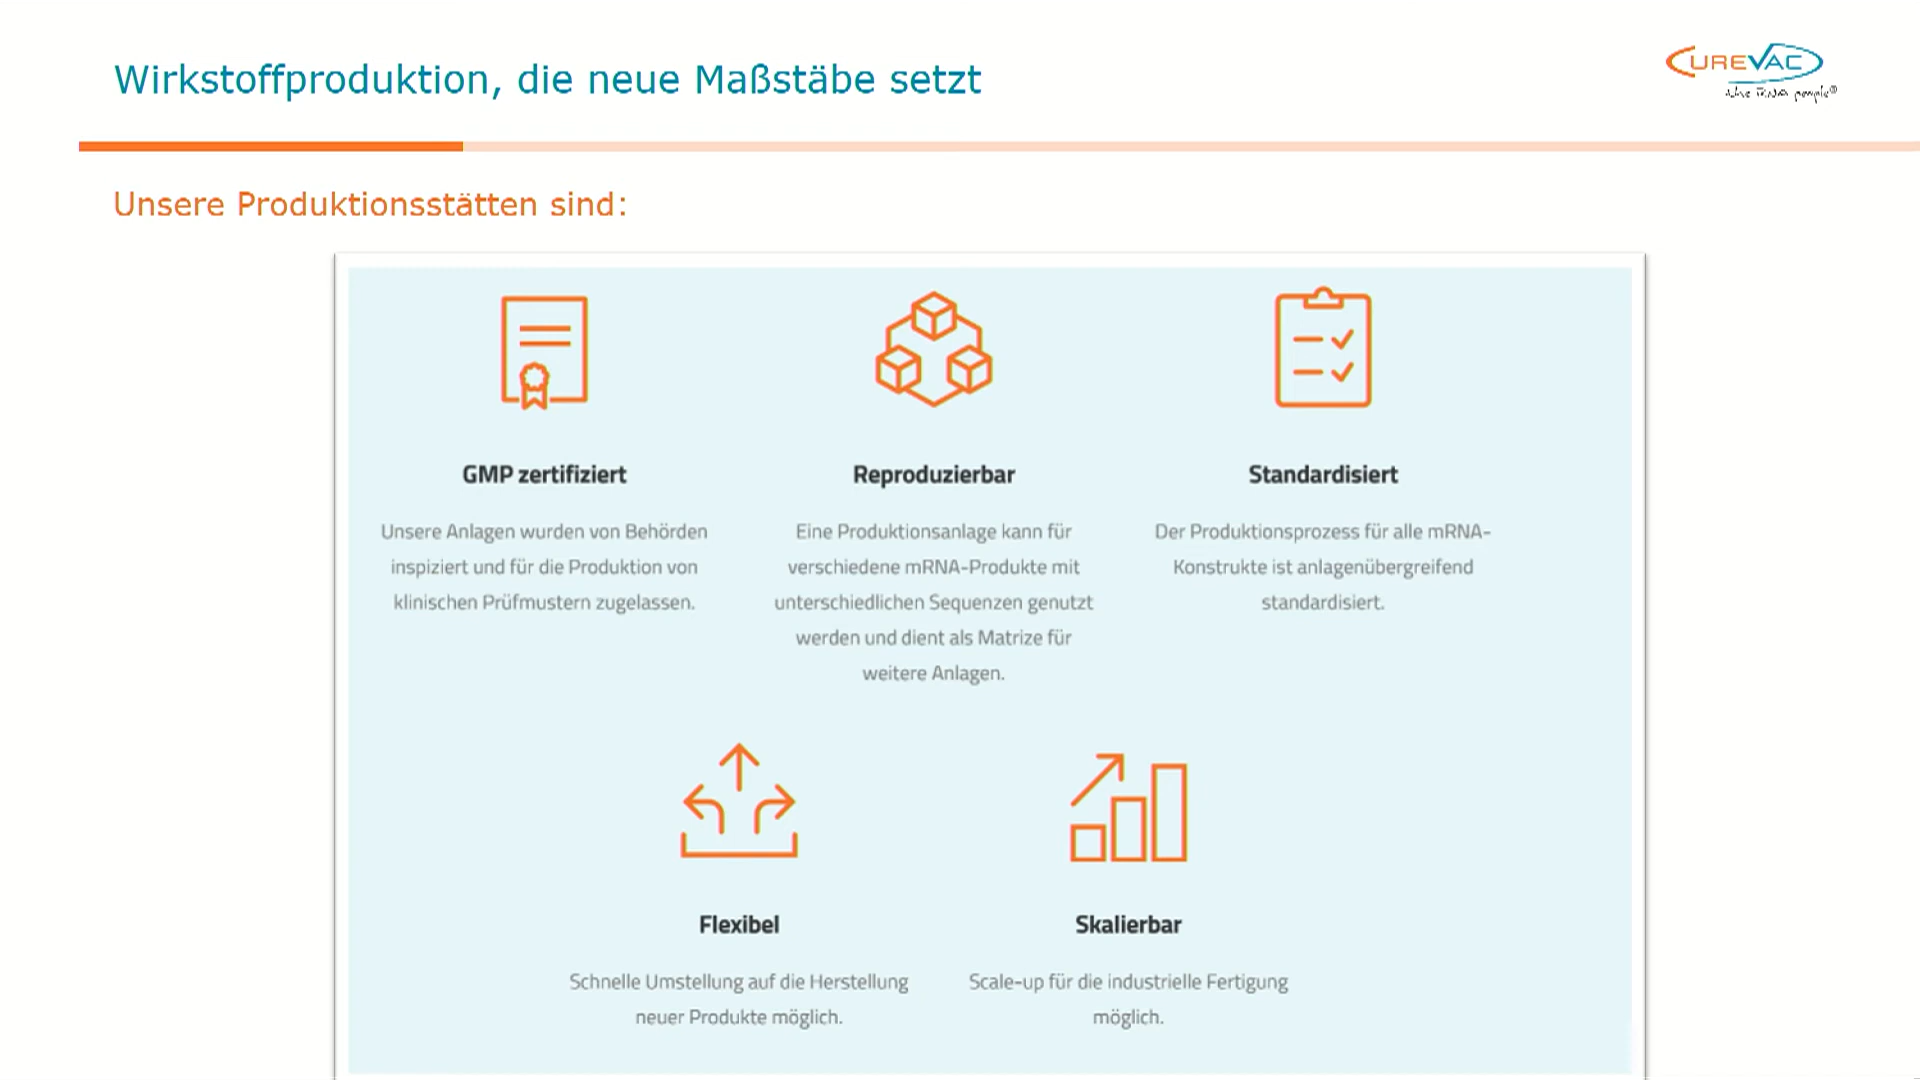 Wirkstoffproduktion, die neue Maßstäbe setzt
CUREVAC
the RNA people®
Unsere Produktionsstätten sind:
GMP zertifiziert
Unsere Anlagen wurden von Behörden
inspiziert und für die Produktion von
klinischen Prüfmustern zugelassen.
Reproduzierbar
Eine Produktionsanlage kann für
verschiedene mRNA-Produkte mit
unterschiedlichen Sequenzen genutzt
werden und dient als Matrize für
weitere Anlagen.
Standardisiert
Der Produktionsprozess für alle mRNA-
Konstrukte ist anlagenübergreifend
standardisiert.
Flexibel
Schnelle Umstellung auf die Herstellung
neuer Produkte möglich.
Skalierbar
Scale-up für die industrielle Fertigung
möglich.